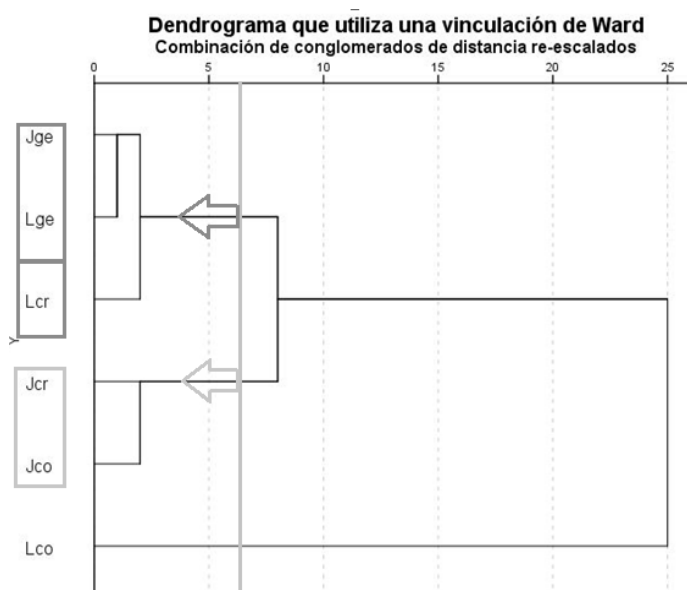 Dendrograma que utiliza una vinculación de Ward
Combinación de conglomerados de distancia re-escalados
0 5 10 15 20 25
Jge
Lge
Lcr
Y
Jcr
Jco
Lco